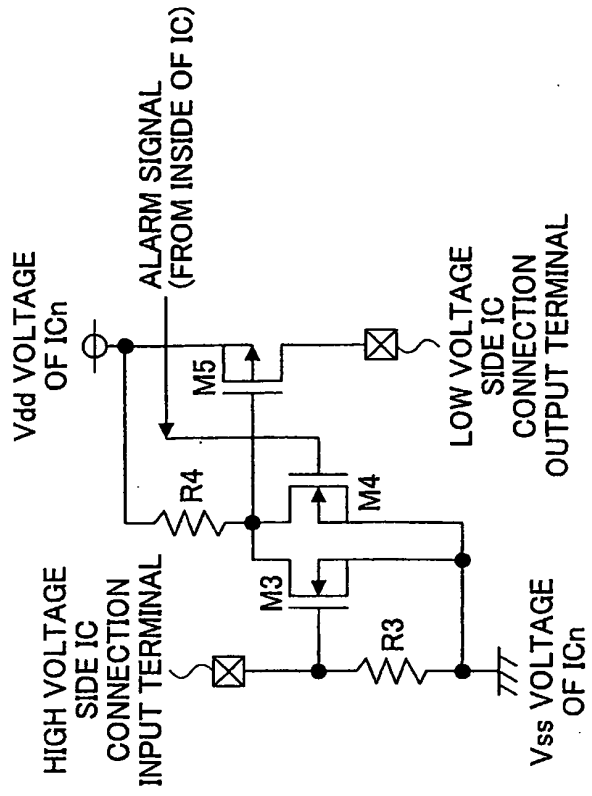 Vdd VOLTAGE
OF ICn
ALARM SIGNAL
(FROM INSIDE OF IC)
HIGH VOLTAGE
SIDE IC
CONNECTION
INPUT TERMINAL
R4
M5
M3
M4
R3
LOW VOLTAGE
SIDE IC
CONNECTION
OUTPUT TERMINAL
Vss VOLTAGE
OF ICn